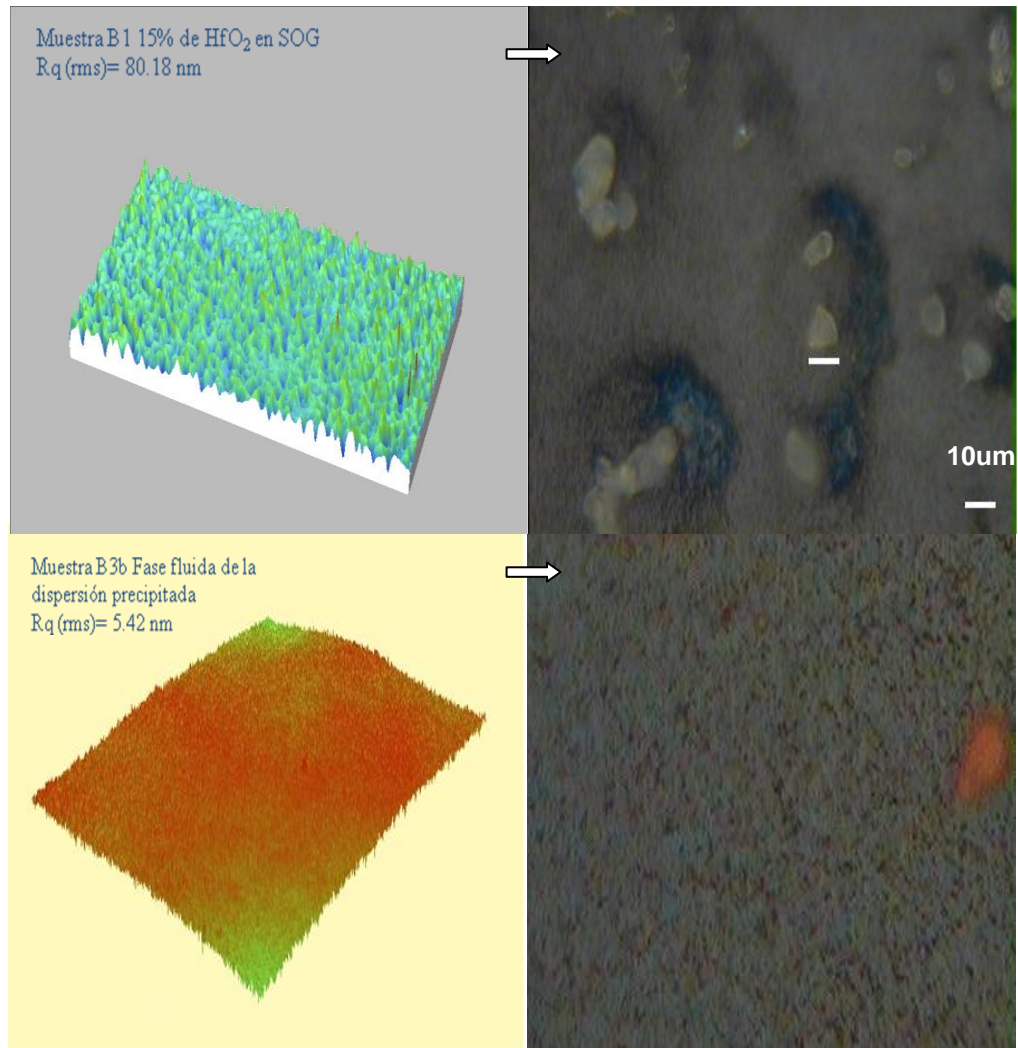 Muestra B1 15% de HfO₂ en SOG
Rq (rms)= 80.18 nm
10um
Muestra B3b Fase fluida de la
dispersión precipitada
Rq (rms)= 5.42 nm